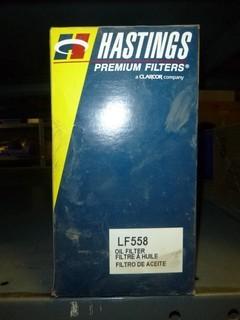 HASTINGS
PREMIUM FILTERS®
a CLARCOR company
LF558
OIL FILTER
FILTRE A HUILE
FILTRO DE ACEITE